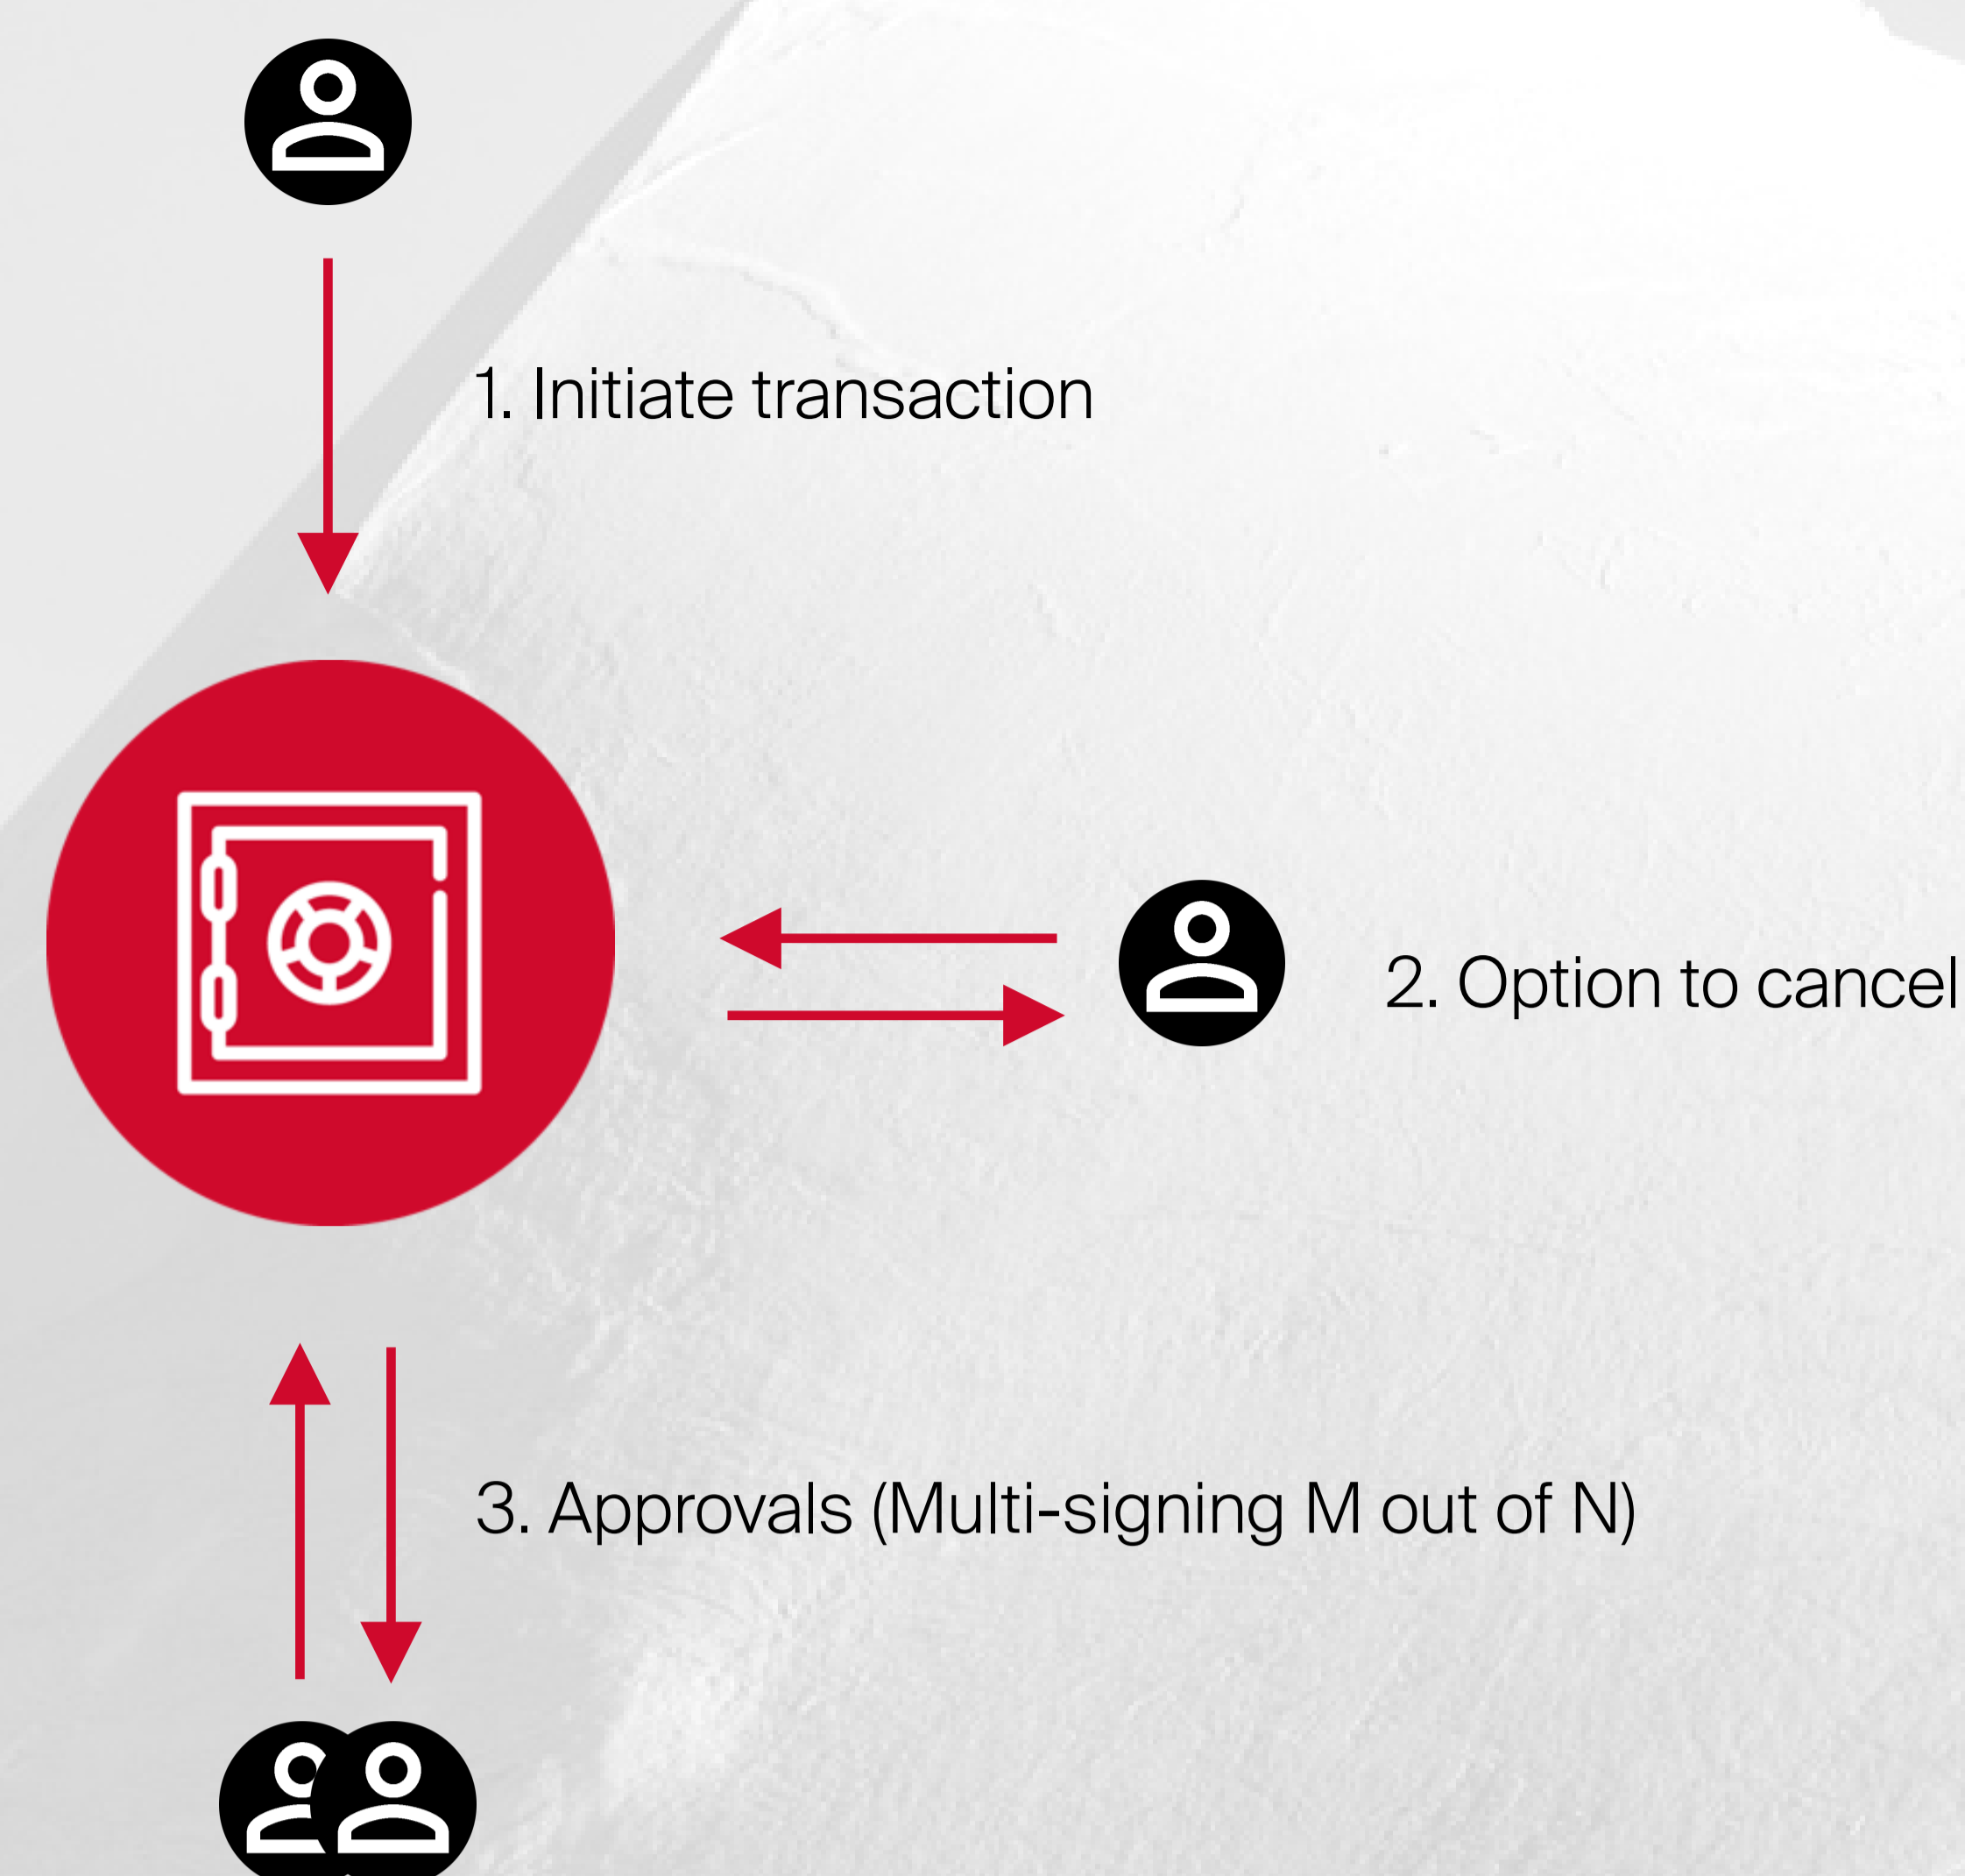 1. Initiate transaction
2. Option to cancel
3. Approvals (Multi-signing M out of N)